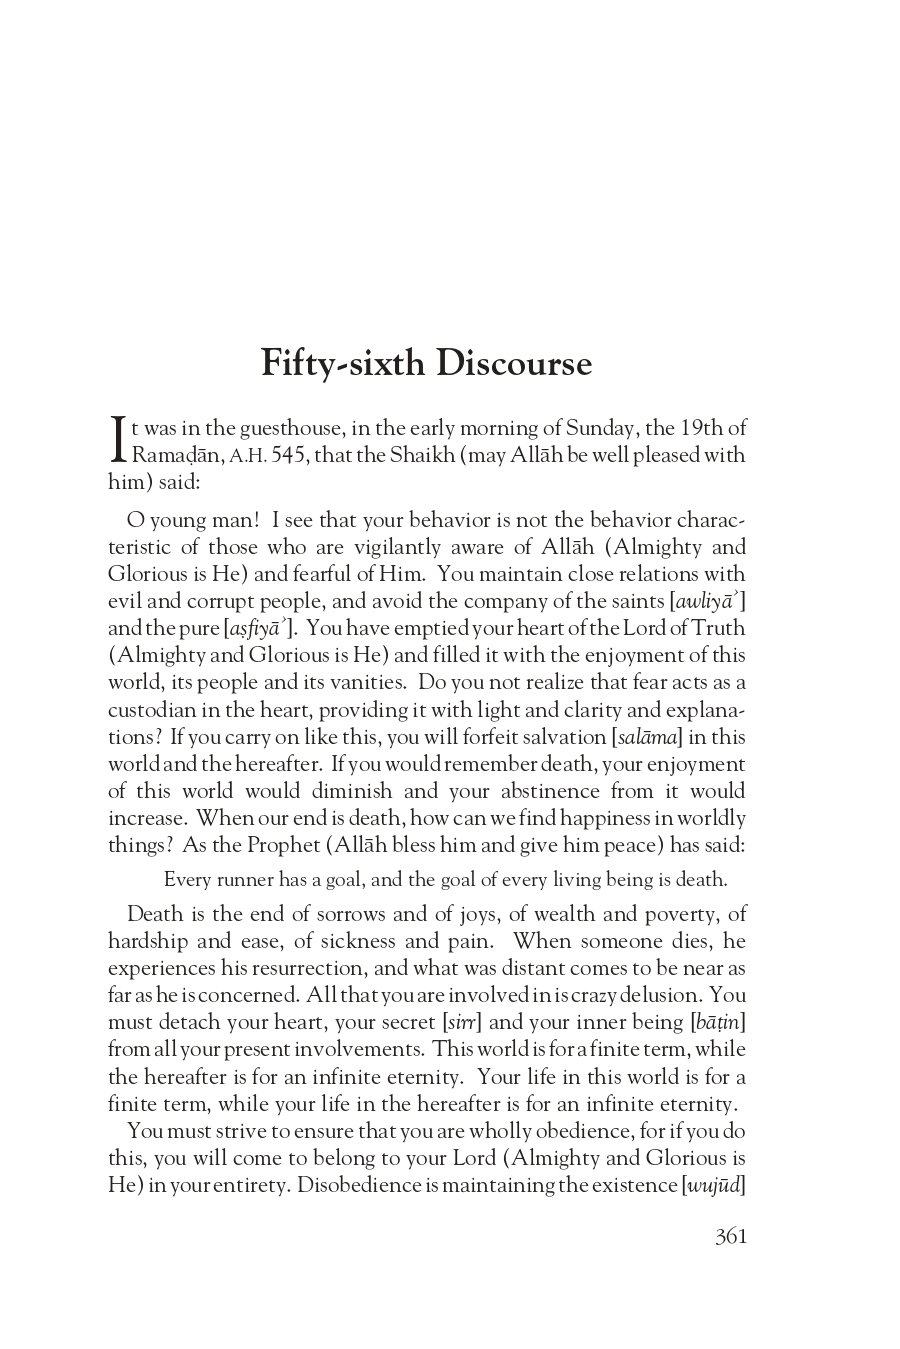 Fifty-sixth Discourse
It was in the guesthouse, in the early morning of Sunday, the 19th of
Ramaḍān, A.H. 545, that the Shaikh (may Allāh be well pleased with
him) said:
O young man! I see that your behavior is not the behavior charac-
teristic of those who are vigilantly aware of Allāh (Almighty and
Glorious is He) and fearful of Him. You maintain close relations with
evil and corrupt people, and avoid the company of the saints [awliyāʾ]
and the pure [aṣfiyāʾ]. You have emptied your heart of the Lord of Truth
(Almighty and Glorious is He) and filled it with the enjoyment of this
world, its people and its vanities. Do you not realize that fear acts as a
custodian in the heart, providing it with light and clarity and explana-
tions? If you carry on like this, you will forfeit salvation [salāma] in this
world and the hereafter. If you would remember death, your enjoyment
of this world would diminish and your abstinence from it would
increase. When our end is death, how can we find happiness in worldly
things? As the Prophet (Allāh bless him and give him peace) has said:
Every runner has a goal, and the goal of every living being is death.
Death is the end of sorrows and of joys, of wealth and poverty, of
hardship and ease, of sickness and pain. When someone dies, he
experiences his resurrection, and what was distant comes to be near as
far as he is concerned. All that you are involved in is crazy delusion. You
must detach your heart, your secret [sirr] and your inner being [bāṭin]
from all your present involvements. This world is for a finite term, while
the hereafter is for an infinite eternity. Your life in this world is for a
finite term, while your life in the hereafter is for an infinite eternity.
You must strive to ensure that you are wholly obedience, for if you do
this, you will come to belong to your Lord (Almighty and Glorious is
He) in your entirety. Disobedience is maintaining the existence [wujūd]
361